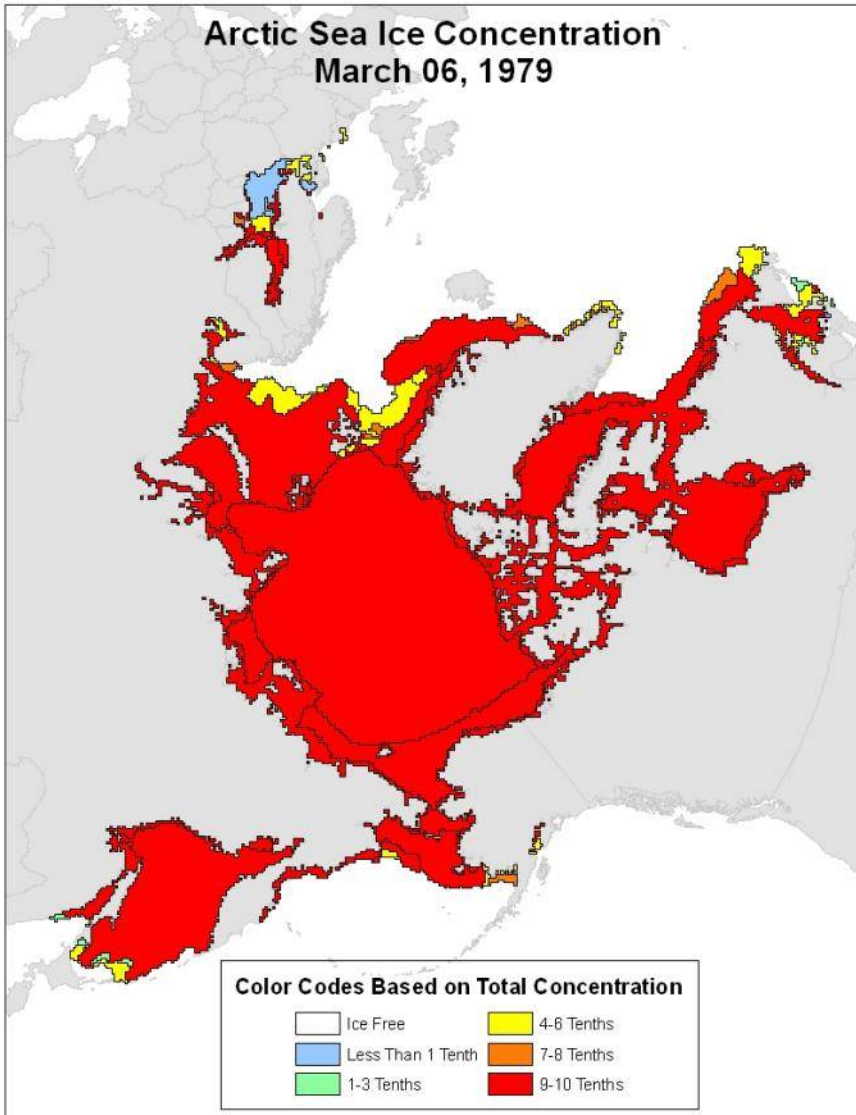 Arctic Sea Ice Concentration
March 06, 1979
Color Codes Based on Total Concentration
Ice Free
Less Than 1 Tenth
1-3 Tenths
4-6 Tenths
7-8 Tenths
9-10 Tenths